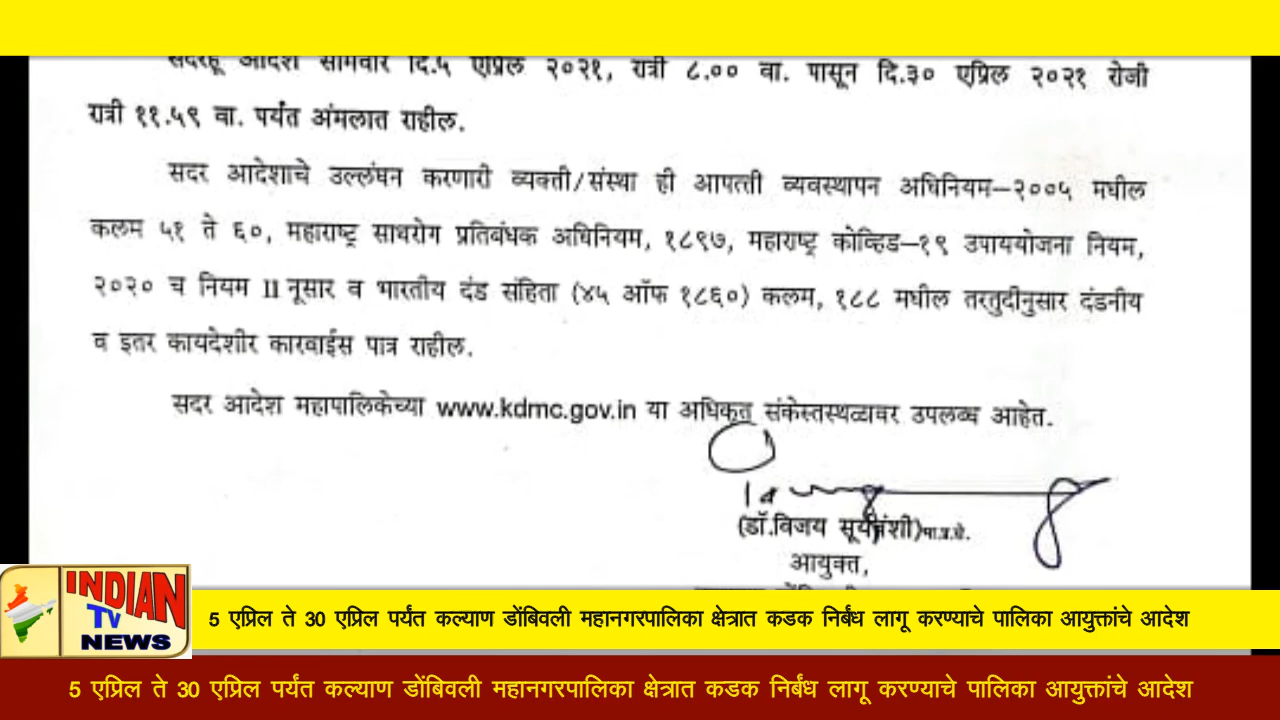 सदरहू आदेश सोमवार दि.५ एप्रिल २०२१, रात्री ८.०० वा. पासून दि.३० एप्रिल २०२१ रोजी
रात्री ११.५९ वा. पर्यंत अंमलात राहील.
सदर आदेशाचे उल्लंघन करणारी व्यक्ती/संस्था ही आपत्ती व्यवस्थापन अधिनियम–२००५ मधील
कलम ५१ ते ६०, महाराष्ट्र साथरोग प्रतिबंधक अधिनियम, १८९७, महाराष्ट्र कोव्हिड–१९ उपाययोजना नियम,
२०२० च नियम II नूसार व भारतीय दंड संहिता (४५ ऑफ १८६०) कलम, १८८ मधील तरतुदीनुसार दंडनीय
व इतर कायदेशीर कारवाईस पात्र राहील.
सदर आदेश महापालिकेच्या www.kdmc.gov.in या अधिकृत संकेस्तस्थळावर उपलब्ध आहेत.
(डॉ.विजय सूर्यवंशी)
आयुक्त,
INDIAN
TV
NEWS
5 एप्रिल ते 30 एप्रिल पर्यंत कल्याण डोंबिवली महानगरपालिका क्षेत्रात कडक निर्बंध लागू करण्याचे पालिका आयुक्तांचे आदेश
5 एप्रिल ते 30 एप्रिल पर्यंत कल्याण डोंबिवली महानगरपालिका क्षेत्रात कडक निर्बंध लागू करण्याचे पालिका आयुक्तांचे आदेश